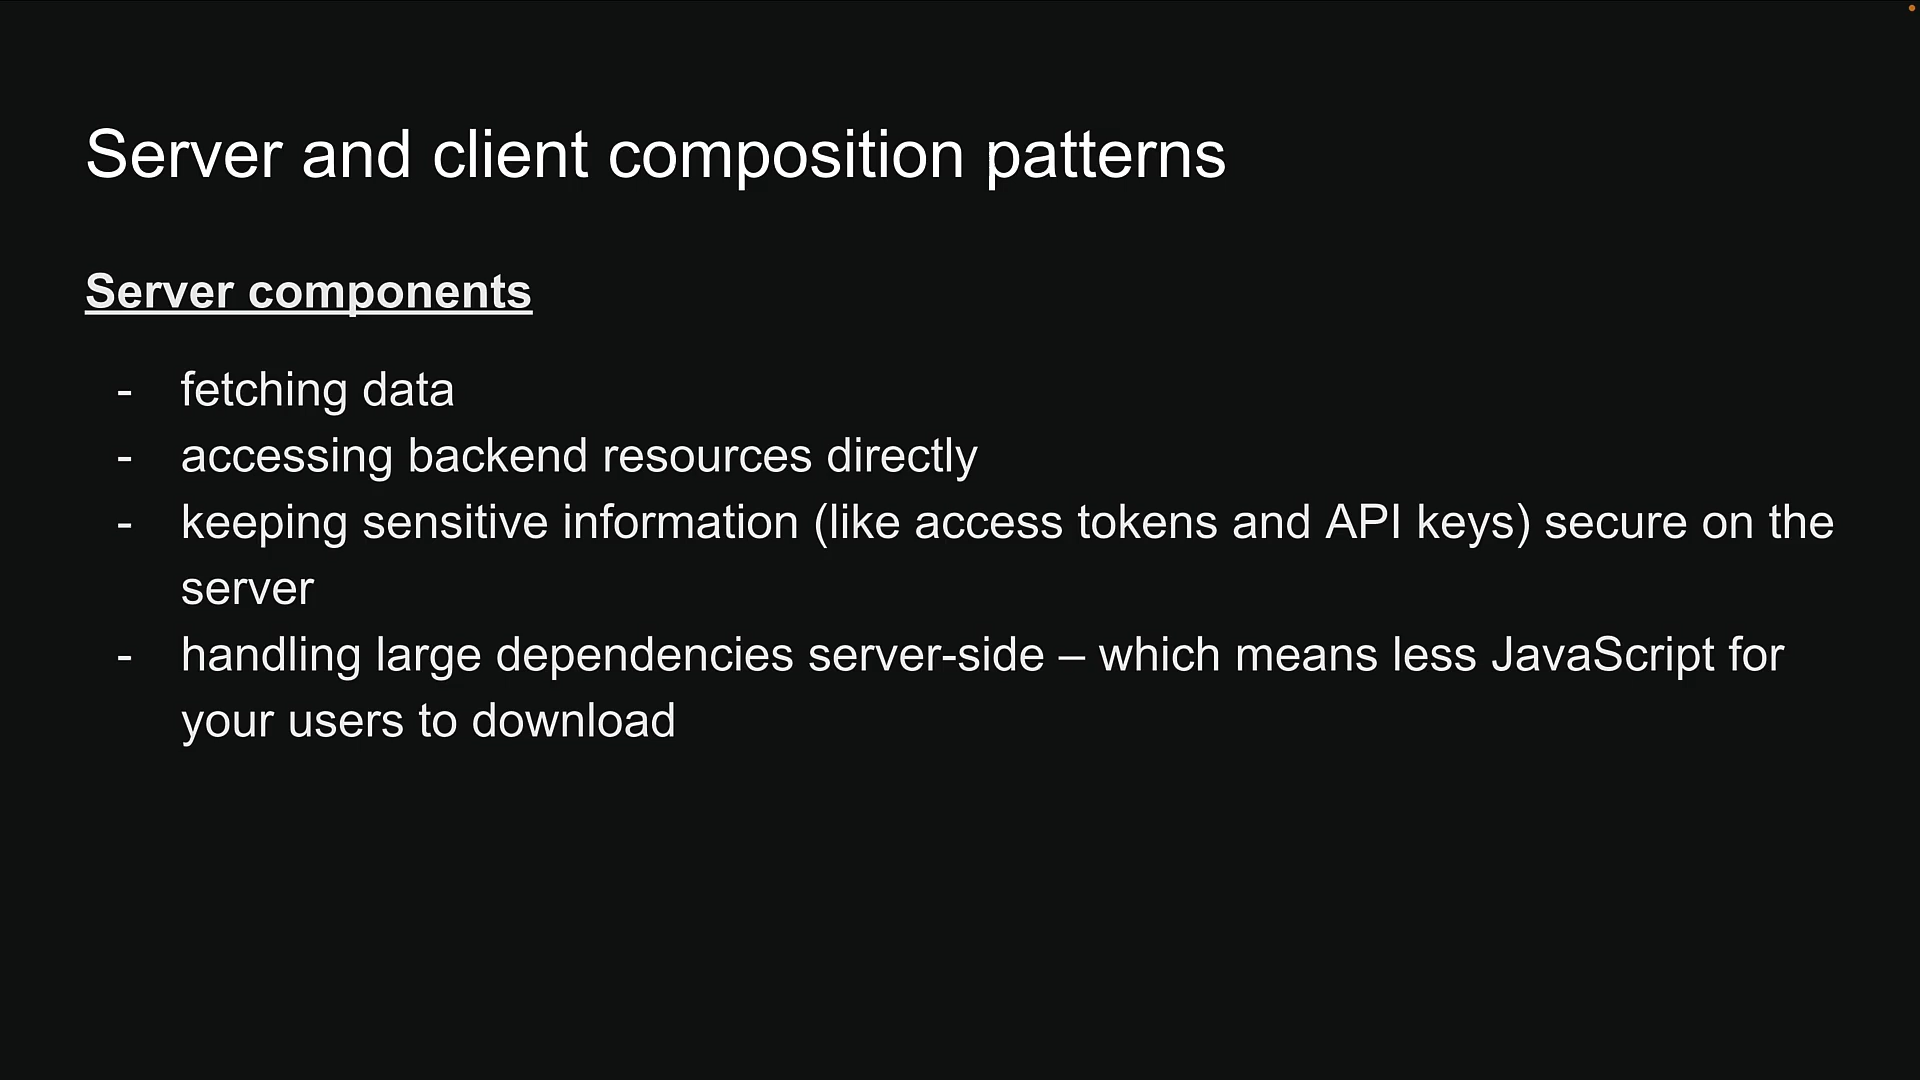 Server and client composition patterns
Server components
- fetching data
- accessing backend resources directly
- keeping sensitive information (like access tokens and API keys) secure on the
server
- handling large dependencies server-side – which means less JavaScript for
your users to download